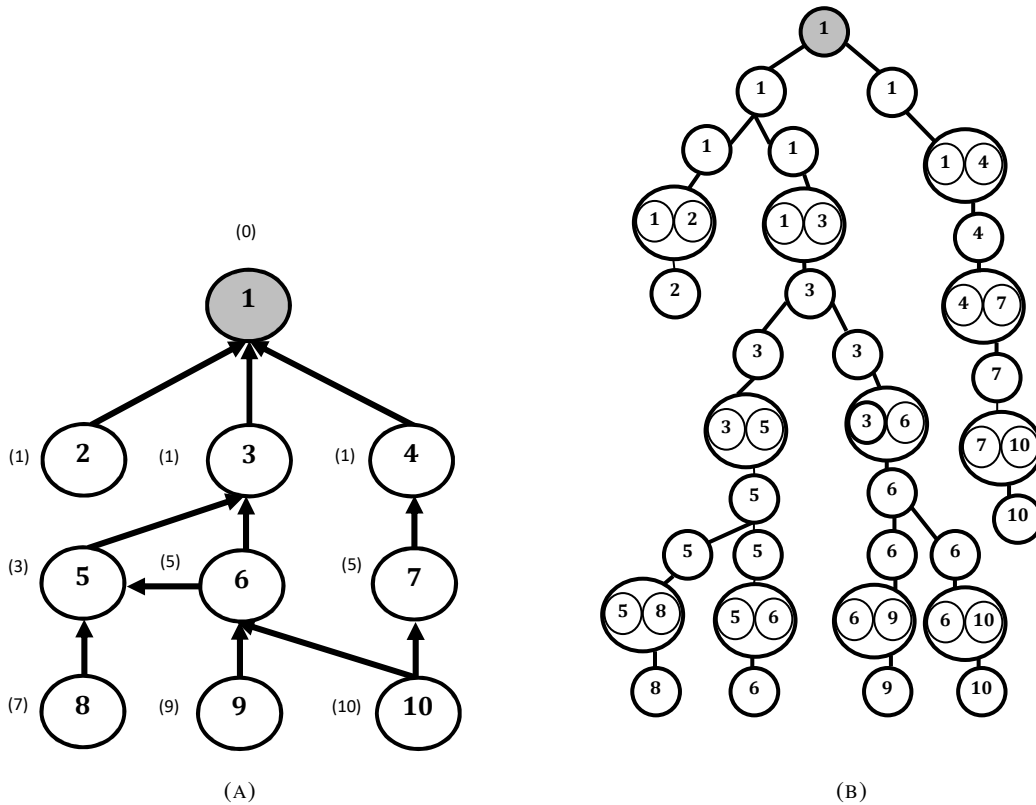 (0)
1
(1) 2 (1) 3 (1) 4
(3) 5 (5) 6 (5) 7
(7) 8 (9) 9 (10) 10
(A)
1
1 1
1 1 1 4
1 2 1 3 4
2 3 4 7
3 3 7
3 5 3 6 7 10
5 6 10
5 5 6 6
5 8 5 6 6 9 6 10
8 6 9 10
(B)